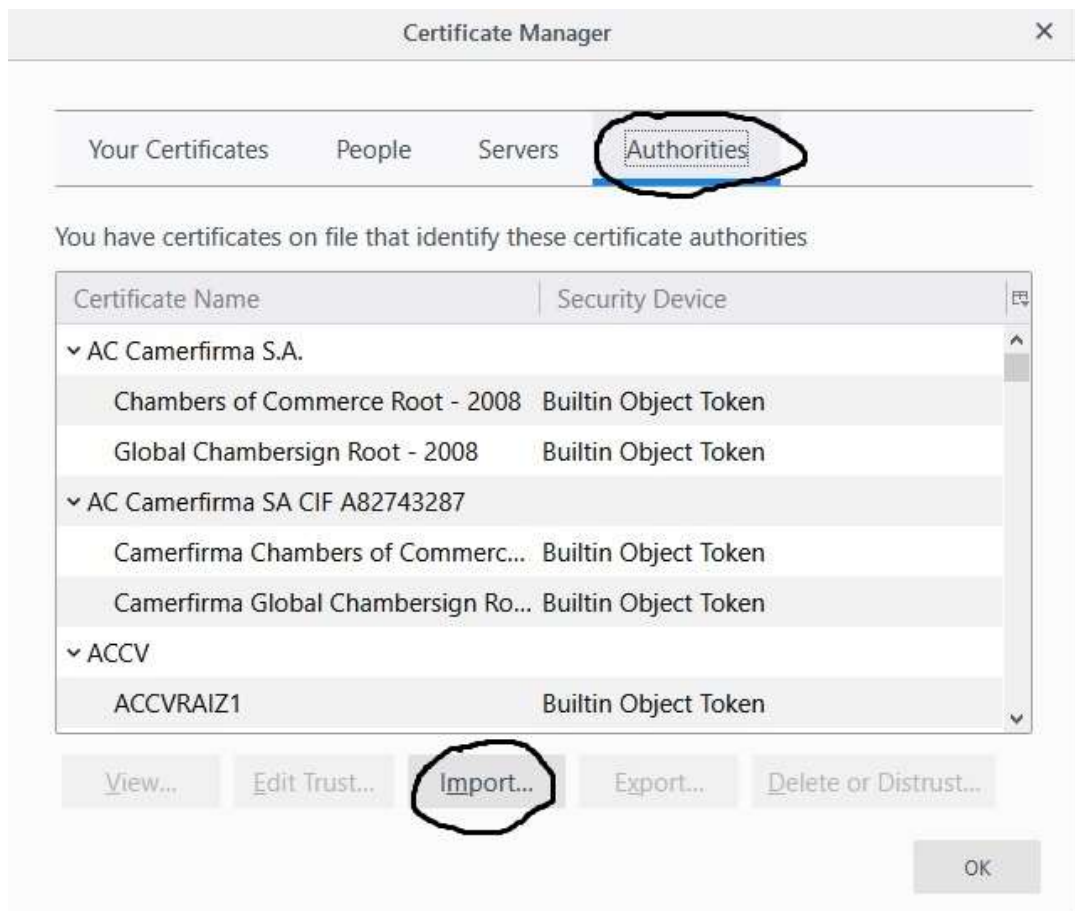 Certificate Manager
Your Certificates People Servers Authorities
You have certificates on file that identify these certificate authorities
Certificate Name Security Device
AC Camerfirma S.A.
Chambers of Commerce Root - 2008 Builtin Object Token
Global Chambersign Root - 2008 Builtin Object Token
AC Camerfirma SA CIF A82743287
Camerfirma Chambers of Commerc... Builtin Object Token
Camerfirma Global Chambersign Ro... Builtin Object Token
ACCV
ACCVRAIZ1 Builtin Object Token
View... Edit Trust... Import... Export... Delete or Distrust...
OK